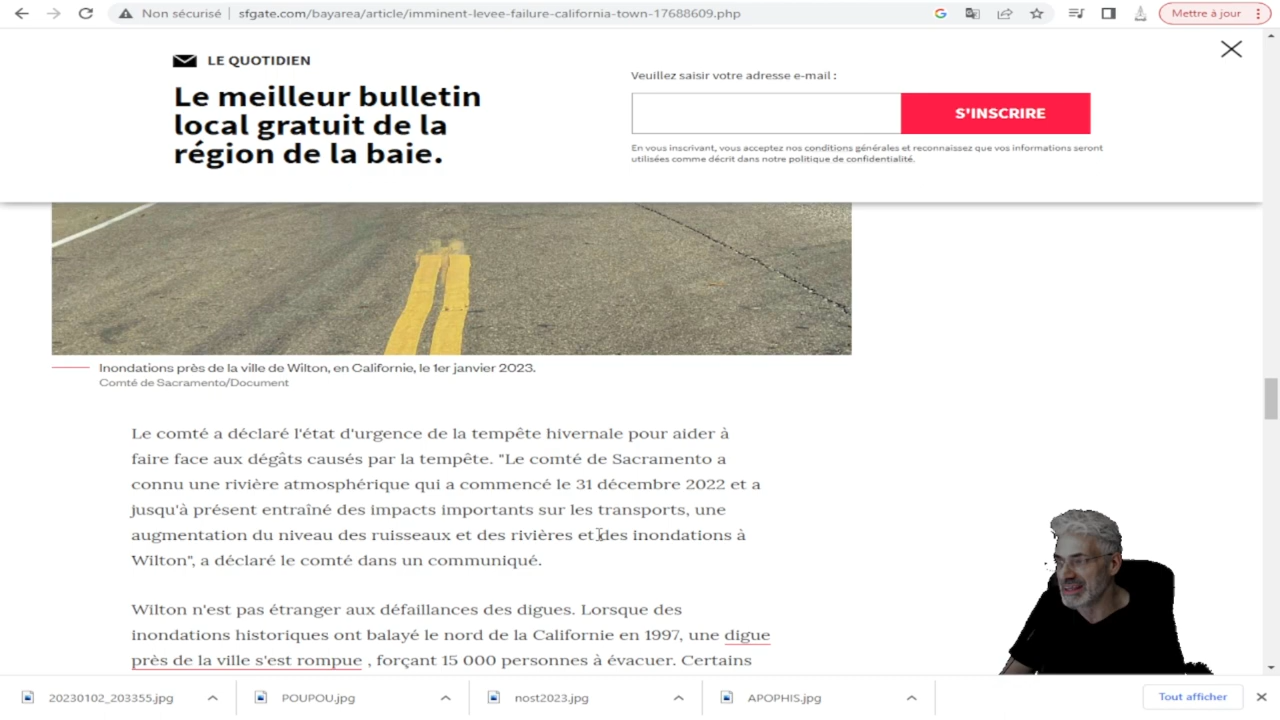 Non sécurisé | sfgate.com/bayarea/article/imminent-levee-failure-california-town-17688609.php
Mettre à jour
LE QUOTIDIEN
Le meilleur bulletin
local gratuit de la
région de la baie.
Veuillez saisir votre adresse e-mail :
S'INSCRIRE
En vous inscrivant, vous acceptez nos conditions générales et reconnaissez que vos informations seront
utilisées comme décrit dans notre politique de confidentialité.
Inondations près de la ville de Wilton, en Californie, le 1er janvier 2023.
Comté de Sacramento/Document
Le comté a déclaré l'état d'urgence de la tempête hivernale pour aider à
faire face aux dégâts causés par la tempête. "Le comté de Sacramento a
connu une rivière atmosphérique qui a commencé le 31 décembre 2022 et a
jusqu'à présent entraîné des impacts importants sur les transports, une
augmentation du niveau des ruisseaux et des rivières et des inondations à
Wilton", a déclaré le comté dans un communiqué.
Wilton n'est pas étranger aux défaillances des digues. Lorsque des
inondations historiques ont balayé le nord de la Californie en 1997, une digue
près de la ville s'est rompue , forçant 15 000 personnes à évacuer. Certains
20230102_203355.jpg
POUPOU.jpg
nost2023.jpg
APOPHIS.jpg
Tout afficher